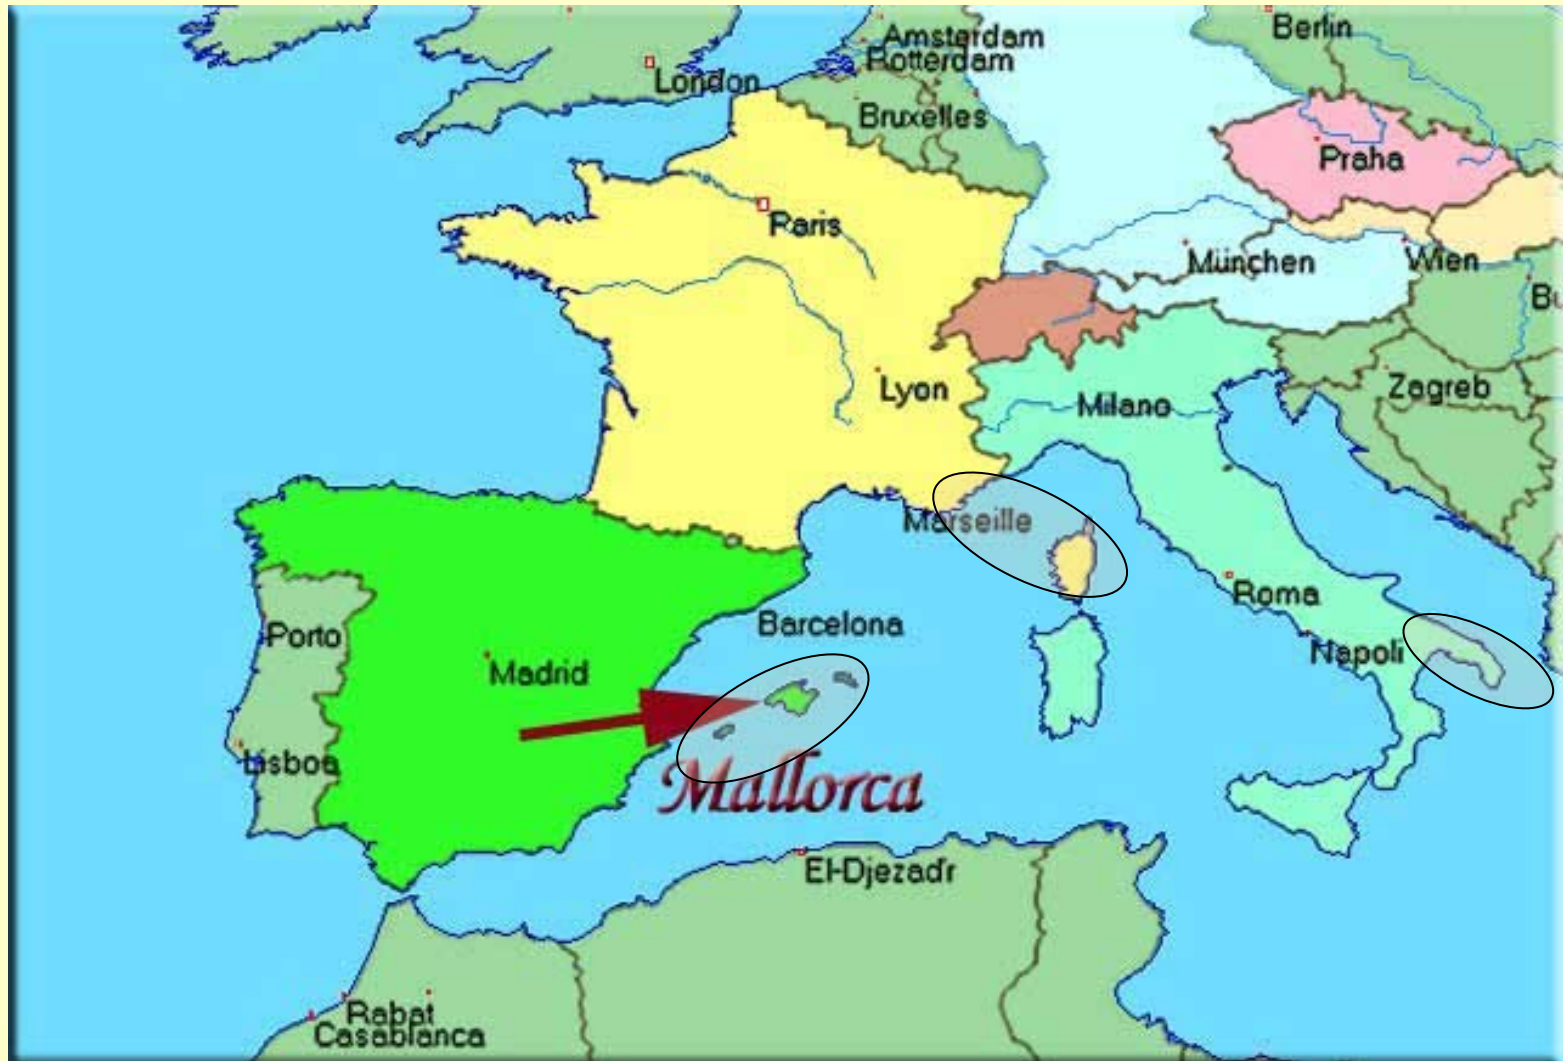 Berlin
Amsterdam
Rotterdam
London
Bruxelles
Praha
Paris
München
Wien
Lyon
Zagreb
Milano
Marseille
Roma
Barcelona
Porto
Napoli
Madrid
Lisboa
Mallorca
El-Djezad'r
Rabat
Casablanca